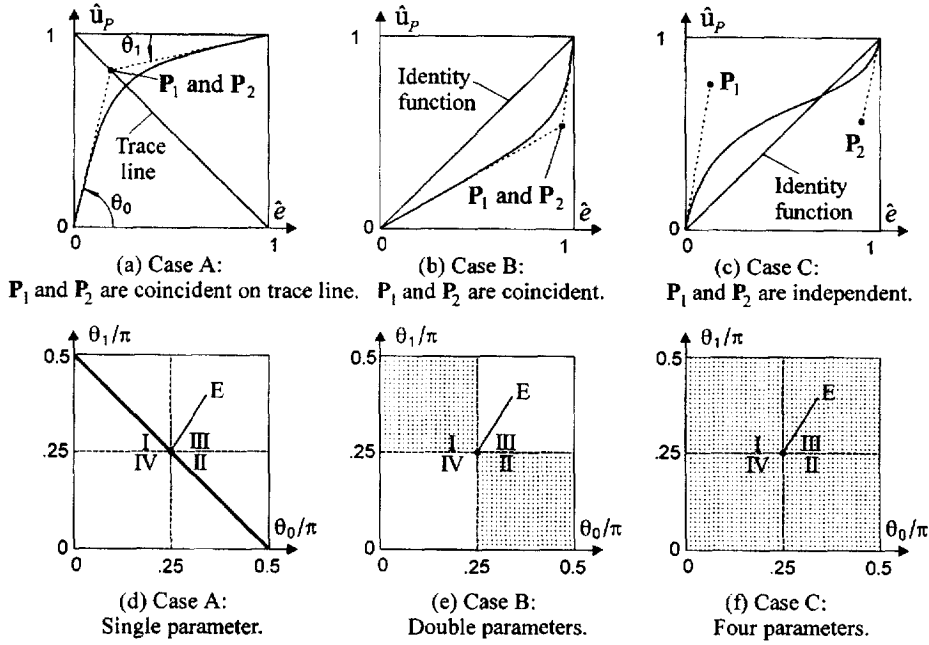 û_P
1
θ₁
P₁ and P₂
Trace
line
θ₀
0
ê
0
1
(a) Case A:
P₁ and P₂ are coincident on trace line.
û_P
1
Identity
function
P₁ and P₂
0
ê
0
1
(b) Case B:
P₁ and P₂ are coincident.
û_P
1
P₁
P₂
Identity
function
0
ê
0
1
(c) Case C:
P₁ and P₂ are independent.
θ₁/π
0.5
E
.25
I
III
IV
II
θ₀/π
0
0
.25
0.5
(d) Case A:
Single parameter.
θ₁/π
0.5
E
.25
I
III
IV
II
θ₀/π
0
0
.25
0.5
(e) Case B:
Double parameters.
θ₁/π
0.5
E
.25
I
III
IV
II
θ₀/π
0
0
.25
0.5
(f) Case C:
Four parameters.